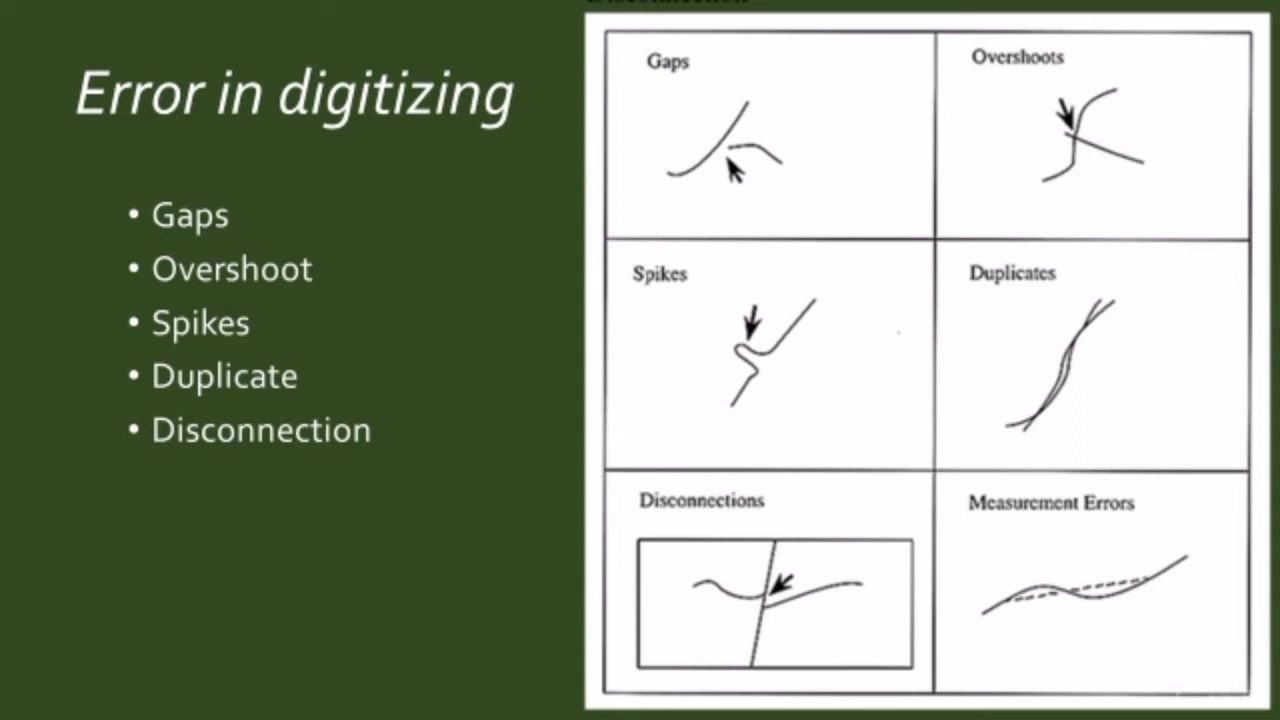 Error in digitizing
• Gaps
• Overshoot
• Spikes
• Duplicate
• Disconnection
Gaps
Overshoots
Spikes
Duplicates
Disconnections
Measurement Errors